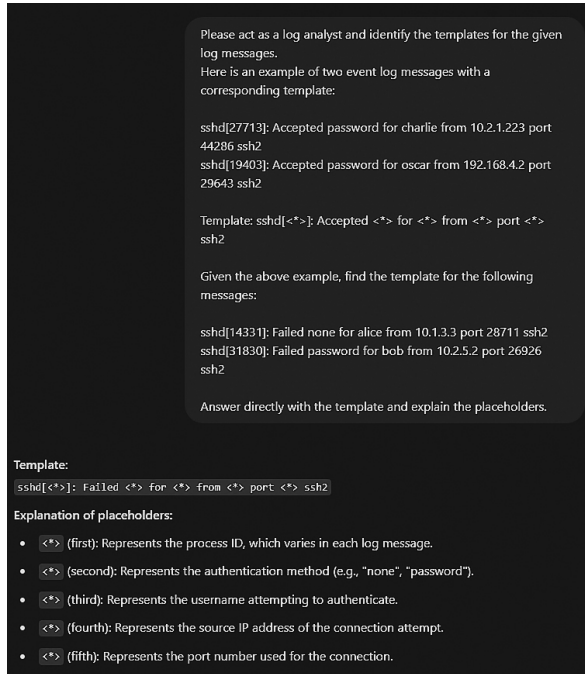 Please act as a log analyst and identify the templates for the given
log messages.
Here is an example of two event log messages with a
corresponding template:
sshd[27713]: Accepted password for charlie from 10.2.1.223 port
44286 ssh2
sshd[19403]: Accepted password for oscar from 192.168.4.2 port
29643 ssh2
Template: sshd[<*>]: Accepted <*> for <*> from <*> port <*>
ssh2
Given the above example, find the template for the following
messages:
sshd[14331]: Failed none for alice from 10.1.3.3 port 28711 ssh2
sshd[31830]: Failed password for bob from 10.2.5.2 port 26926
ssh2
Answer directly with the template and explain the placeholders.
Template:
sshd[<*>]: Failed <*> for <*> from <*> port <*> ssh2
Explanation of placeholders:
• <*> (first): Represents the process ID, which varies in each log message.
• <*> (second): Represents the authentication method (e.g., "none", "password").
• <*> (third): Represents the username attempting to authenticate.
• <*> (fourth): Represents the source IP address of the connection attempt.
• <*> (fifth): Represents the port number used for the connection.